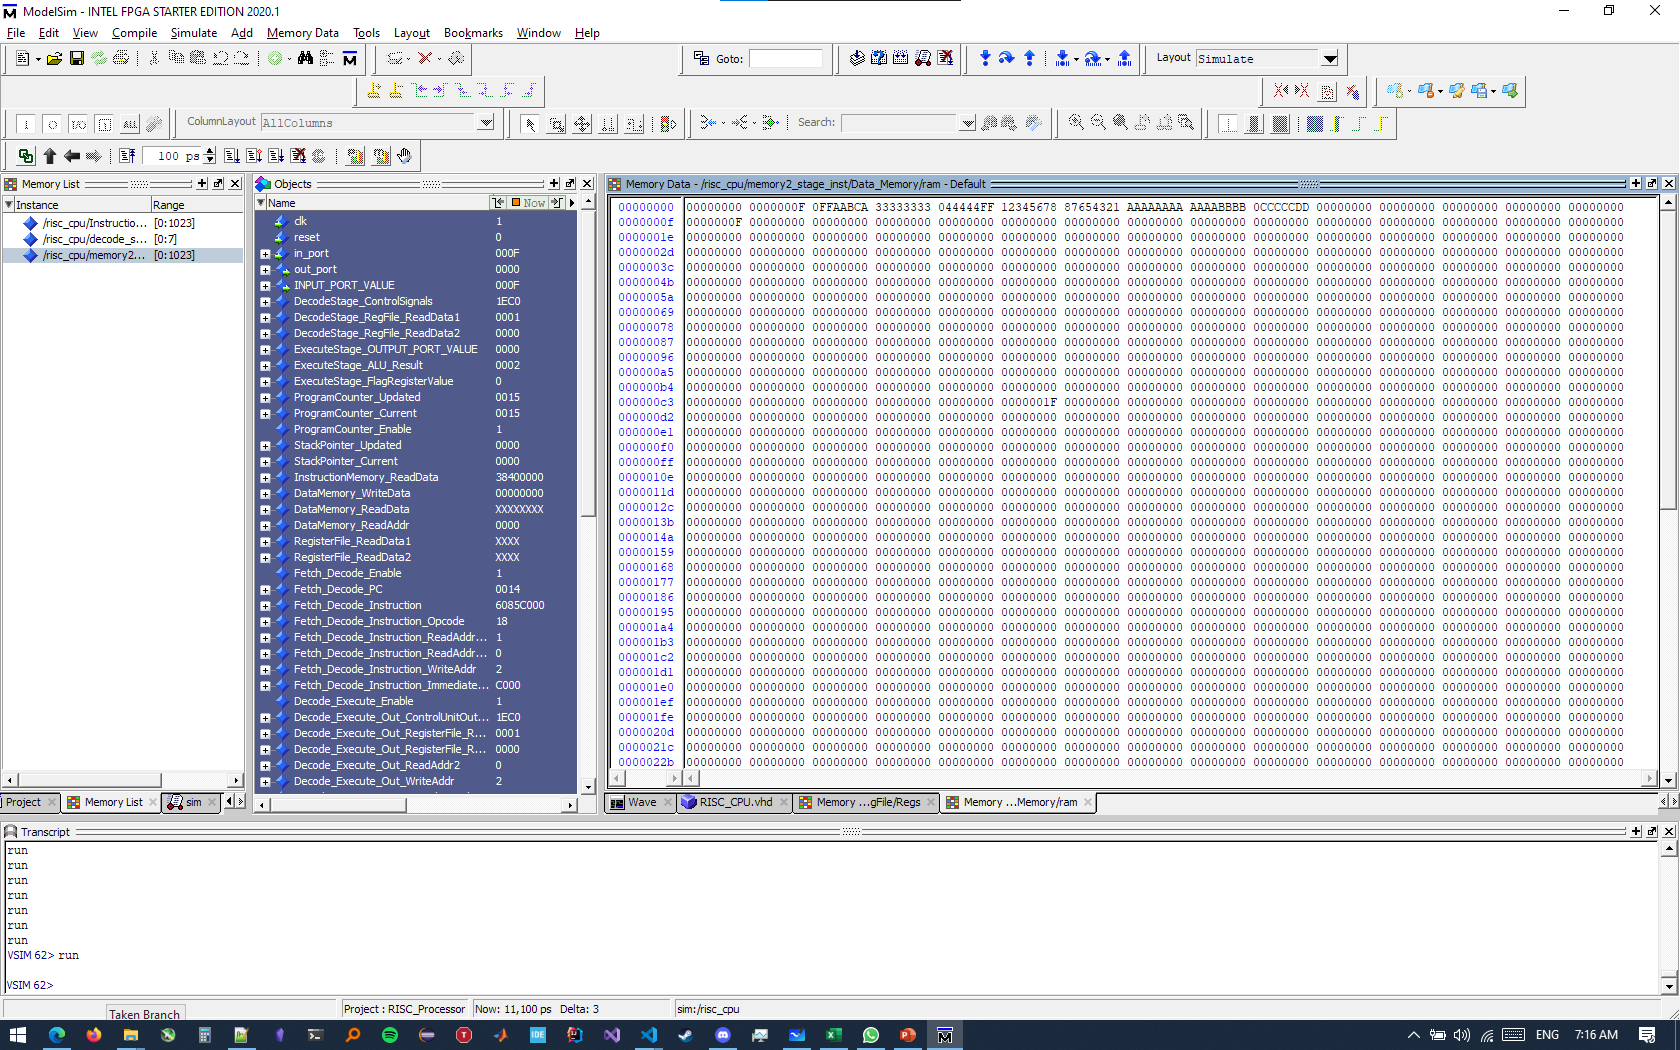 ModelSim - INTEL FPGA STARTER EDITION 2020.1
File Edit View Compile Simulate Add Memory Data Tools Layout Bookmarks Window Help
Goto:
Layout Simulate
ColumnLayout AllColumns
Search:
100 ps
Memory List
Instance Range
/risc_cpu/Instructio... [0:1023]
/risc_cpu/decode_s... [0:7]
/risc_cpu/memory2... [0:1023]
Objects
Name Now
clk 1
reset 0
in_port 000F
out_port 0000
INPUT_PORT_VALUE 000F
DecodeStage_ControlSignals 1EC0
DecodeStage_RegFile_ReadData1 0001
DecodeStage_RegFile_ReadData2 0000
ExecuteStage_OUTPUT_PORT_VALUE 0000
ExecuteStage_ALU_Result 0002
ExecuteStage_FlagRegisterValue 0
ProgramCounter_Updated 0015
ProgramCounter_Current 0015
ProgramCounter_Enable 1
StackPointer_Updated 0000
StackPointer_Current 0000
InstructionMemory_ReadData 38400000
DataMemory_WriteData 00000000
DataMemory_ReadData XXXXXXXX
DataMemory_ReadAddr 0000
RegisterFile_ReadData1 XXXX
RegisterFile_ReadData2 XXXX
Fetch_Decode_Enable 1
Fetch_Decode_PC 0014
Fetch_Decode_Instruction 6085C000
Fetch_Decode_Instruction_Opcode 18
Fetch_Decode_Instruction_ReadAddr... 1
Fetch_Decode_Instruction_ReadAddr... 0
Fetch_Decode_Instruction_WriteAddr 2
Fetch_Decode_Instruction_Immediate... C000
Decode_Execute_Enable 1
Decode_Execute_Out_ControlUnitOut... 1EC0
Decode_Execute_Out_RegisterFile_R... 0001
Decode_Execute_Out_RegisterFile_R... 0000
Decode_Execute_Out_ReadAddr2 0
Decode_Execute_Out_WriteAddr 2
Memory Data - /risc_cpu/memory2_stage_inst/Data_Memory/ram - Default
00000000 00000000 0000000F 0FFAABCA 33333333 044444FF 12345678 87654321 AAAAAAAA AAAABBBB 0CCCCCDD 00000000 00000000 00000000 00000000 00000000
0000000f 0000000F 00000000 00000000 00000000 00000000 00000000 00000000 00000000 00000000 00000000 00000000 00000000 00000000 00000000 00000000
0000001e 00000000 00000000 00000000 00000000 00000000 00000000 00000000 00000000 00000000 00000000 00000000 00000000 00000000 00000000 00000000
0000002d 00000000 00000000 00000000 00000000 00000000 00000000 00000000 00000000 00000000 00000000 00000000 00000000 00000000 00000000 00000000
0000003c 00000000 00000000 00000000 00000000 00000000 00000000 00000000 00000000 00000000 00000000 00000000 00000000 00000000 00000000 00000000
0000004b 00000000 00000000 00000000 00000000 00000000 00000000 00000000 00000000 00000000 00000000 00000000 00000000 00000000 00000000 00000000
0000005a 00000000 00000000 00000000 00000000 00000000 00000000 00000000 00000000 00000000 00000000 00000000 00000000 00000000 00000000 00000000
00000069 00000000 00000000 00000000 00000000 00000000 00000000 00000000 00000000 00000000 00000000 00000000 00000000 00000000 00000000 00000000
00000078 00000000 00000000 00000000 00000000 00000000 00000000 00000000 00000000 00000000 00000000 00000000 00000000 00000000 00000000 00000000
00000087 00000000 00000000 00000000 00000000 00000000 00000000 00000000 00000000 00000000 00000000 00000000 00000000 00000000 00000000 00000000
00000096 00000000 00000000 00000000 00000000 00000000 00000000 00000000 00000000 00000000 00000000 00000000 00000000 00000000 00000000 00000000
000000a5 00000000 00000000 00000000 00000000 00000000 00000000 00000000 00000000 00000000 00000000 00000000 00000000 00000000 00000000 00000000
000000b4 00000000 00000000 00000000 00000000 00000000 00000000 00000000 00000000 00000000 00000000 00000000 00000000 00000000 00000000 00000000
000000c3 00000000 00000000 00000000 00000000 00000000 0000001F 00000000 00000000 00000000 00000000 00000000 00000000 00000000 00000000 00000000
000000d2 00000000 00000000 00000000 00000000 00000000 00000000 00000000 00000000 00000000 00000000 00000000 00000000 00000000 00000000 00000000
000000e1 00000000 00000000 00000000 00000000 00000000 00000000 00000000 00000000 00000000 00000000 00000000 00000000 00000000 00000000 00000000
000000f0 00000000 00000000 00000000 00000000 00000000 00000000 00000000 00000000 00000000 00000000 00000000 00000000 00000000 00000000 00000000
000000ff 00000000 00000000 00000000 00000000 00000000 00000000 00000000 00000000 00000000 00000000 00000000 00000000 00000000 00000000 00000000
0000010e 00000000 00000000 00000000 00000000 00000000 00000000 00000000 00000000 00000000 00000000 00000000 00000000 00000000 00000000 00000000
0000011d 00000000 00000000 00000000 00000000 00000000 00000000 00000000 00000000 00000000 00000000 00000000 00000000 00000000 00000000 00000000
0000012c 00000000 00000000 00000000 00000000 00000000 00000000 00000000 00000000 00000000 00000000 00000000 00000000 00000000 00000000 00000000
0000013b 00000000 00000000 00000000 00000000 00000000 00000000 00000000 00000000 00000000 00000000 00000000 00000000 00000000 00000000 00000000
0000014a 00000000 00000000 00000000 00000000 00000000 00000000 00000000 00000000 00000000 00000000 00000000 00000000 00000000 00000000 00000000
00000159 00000000 00000000 00000000 00000000 00000000 00000000 00000000 00000000 00000000 00000000 00000000 00000000 00000000 00000000 00000000
00000168 00000000 00000000 00000000 00000000 00000000 00000000 00000000 00000000 00000000 00000000 00000000 00000000 00000000 00000000 00000000
00000177 00000000 00000000 00000000 00000000 00000000 00000000 00000000 00000000 00000000 00000000 00000000 00000000 00000000 00000000 00000000
00000186 00000000 00000000 00000000 00000000 00000000 00000000 00000000 00000000 00000000 00000000 00000000 00000000 00000000 00000000 00000000
00000195 00000000 00000000 00000000 00000000 00000000 00000000 00000000 00000000 00000000 00000000 00000000 00000000 00000000 00000000 00000000
000001a4 00000000 00000000 00000000 00000000 00000000 00000000 00000000 00000000 00000000 00000000 00000000 00000000 00000000 00000000 00000000
000001b3 00000000 00000000 00000000 00000000 00000000 00000000 00000000 00000000 00000000 00000000 00000000 00000000 00000000 00000000 00000000
000001c2 00000000 00000000 00000000 00000000 00000000 00000000 00000000 00000000 00000000 00000000 00000000 00000000 00000000 00000000 00000000
000001d1 00000000 00000000 00000000 00000000 00000000 00000000 00000000 00000000 00000000 00000000 00000000 00000000 00000000 00000000 00000000
000001e0 00000000 00000000 00000000 00000000 00000000 00000000 00000000 00000000 00000000 00000000 00000000 00000000 00000000 00000000 00000000
000001ef 00000000 00000000 00000000 00000000 00000000 00000000 00000000 00000000 00000000 00000000 00000000 00000000 00000000 00000000 00000000
000001fe 00000000 00000000 00000000 00000000 00000000 00000000 00000000 00000000 00000000 00000000 00000000 00000000 00000000 00000000 00000000
0000020d 00000000 00000000 00000000 00000000 00000000 00000000 00000000 00000000 00000000 00000000 00000000 00000000 00000000 00000000 00000000
0000021c 00000000 00000000 00000000 00000000 00000000 00000000 00000000 00000000 00000000 00000000 00000000 00000000 00000000 00000000 00000000
0000022b 00000000 00000000 00000000 00000000 00000000 00000000 00000000 00000000 00000000 00000000 00000000 00000000 00000000 00000000 00000000
Project Memory List sim
Wave RISC_CPU.vhd Memory ...gFile/Regs Memory ...Memory/ram
Transcript
run
run
run
run
run
run
run
VSIM 62> run
VSIM 62>
Taken Branch
Project : RISC_Processor Now: 11,100 ps Delta: 3 sim:/risc_cpu
ENG 7:16 AM